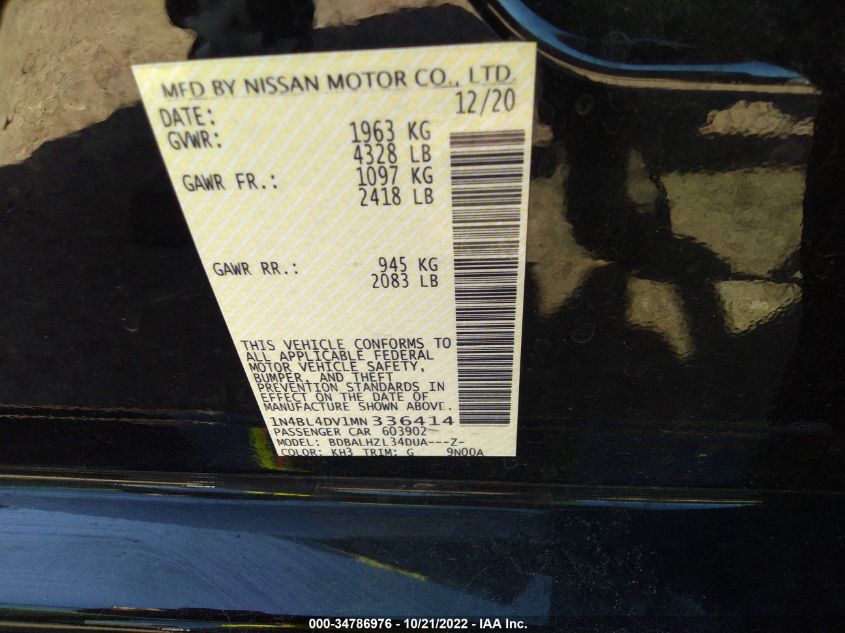 MFD BY NISSAN MOTOR CO., LTD.
DATE: 12/20
GVWR: 1963 KG
4328 LB
GAWR FR.: 1097 KG
2418 LB
GAWR RR.: 945 KG
2083 LB
THIS VEHICLE CONFORMS TO
ALL APPLICABLE FEDERAL
MOTOR VEHICLE SAFETY,
BUMPER, AND THEFT
PREVENTION STANDARDS IN
EFFECT ON THE DATE OF
MANUFACTURE SHOWN ABOVE.
1N4BL4DV1MN336414
PASSENGER CAR 603902
MODEL: BDBALHZL34DUA---Z-
COLOR: KH3 TRIM: G 9N00A
000-34786976 - 10/21/2022 - IAA Inc.